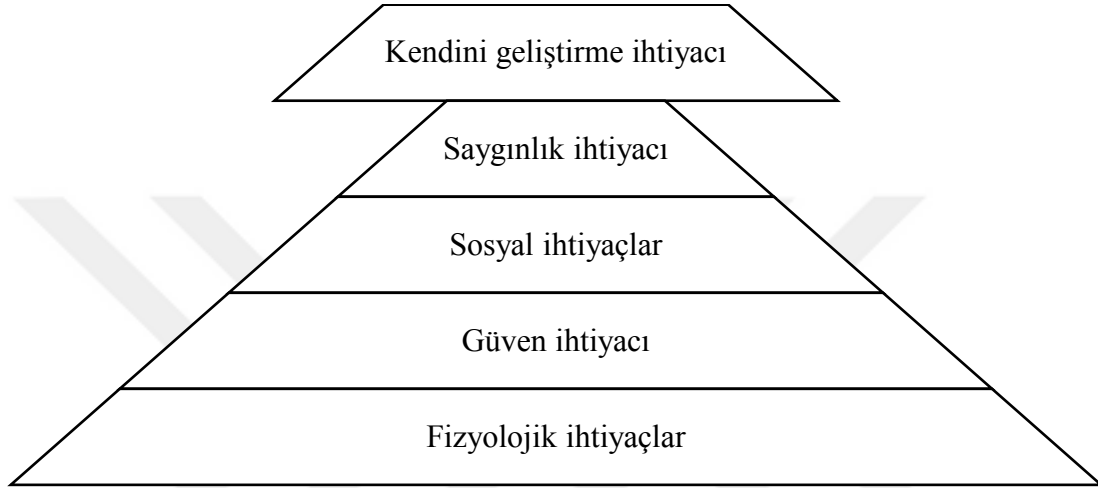 Kendini geliştirme ihtiyacı
Saygınlık ihtiyacı
Sosyal ihtiyaçlar
Güven ihtiyacı
Fizyolojik ihtiyaçlar